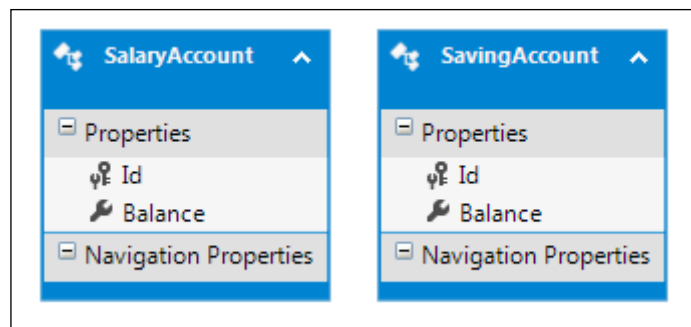 SalaryAccount
Properties
Id
Balance
Navigation Properties
SavingAccount
Properties
Id
Balance
Navigation Properties